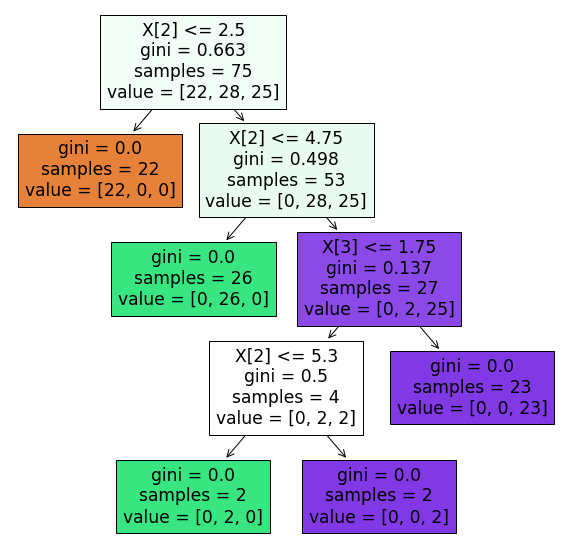 X[2] <= 2.5
gini = 0.663
samples = 75
value = [22, 28, 25]
gini = 0.0
samples = 22
value = [22, 0, 0]
X[2] <= 4.75
gini = 0.498
samples = 53
value = [0, 28, 25]
gini = 0.0
samples = 26
value = [0, 26, 0]
X[3] <= 1.75
gini = 0.137
samples = 27
value = [0, 2, 25]
X[2] <= 5.3
gini = 0.5
samples = 4
value = [0, 2, 2]
gini = 0.0
samples = 23
value = [0, 0, 23]
gini = 0.0
samples = 2
value = [0, 2, 0]
gini = 0.0
samples = 2
value = [0, 0, 2]